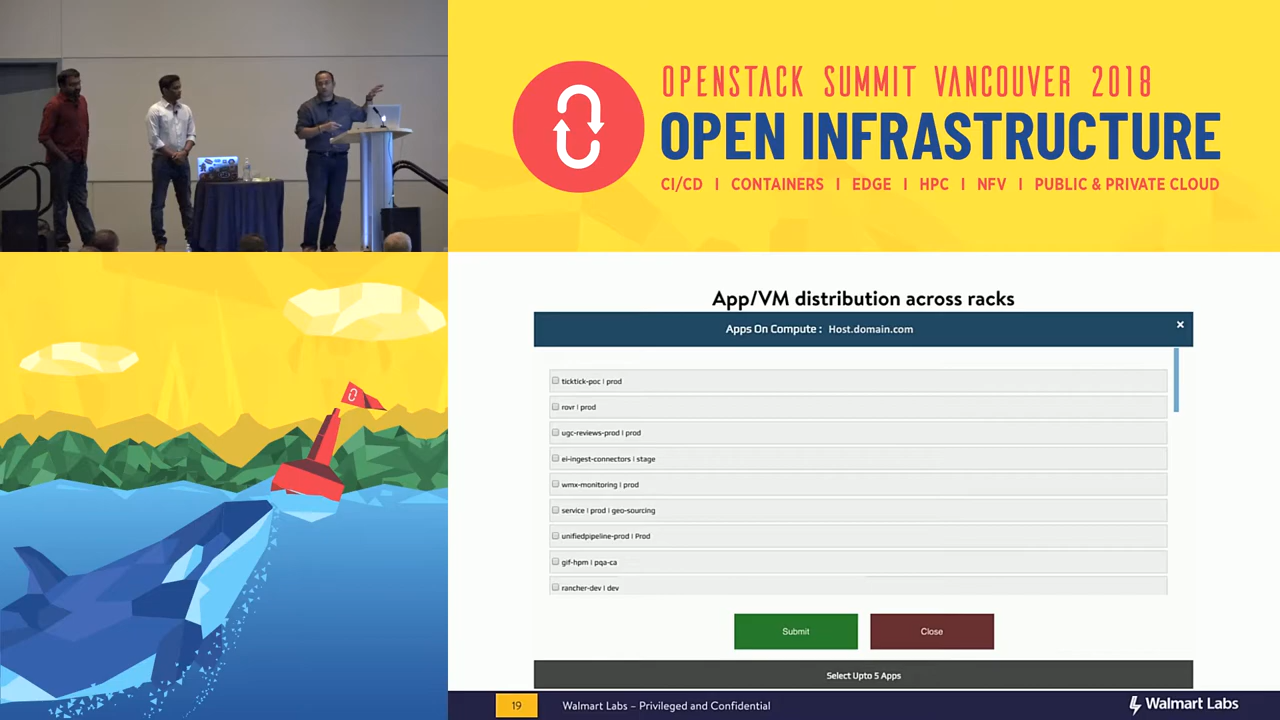 OPENSTACK SUMMIT VANCOUVER 2018
OPEN INFRASTRUCTURE
CI/CD | CONTAINERS | EDGE | HPC | NFV | PUBLIC & PRIVATE CLOUD
App/VM distribution across racks
Apps On Compute : Host.domain.com
×
ticktick-poc | prod
rovr | prod
ugc-reviews-prod | prod
ei-ingest-connectors | stage
wmx-monitoring | prod
service | prod | geo-sourcing
unifiedpipeline-prod | Prod
gif-hpm | pqa-ca
rancher-dev | dev
Submit Close
Select Upto 5 Apps
19 Walmart Labs – Privileged and Confidential Walmart Labs